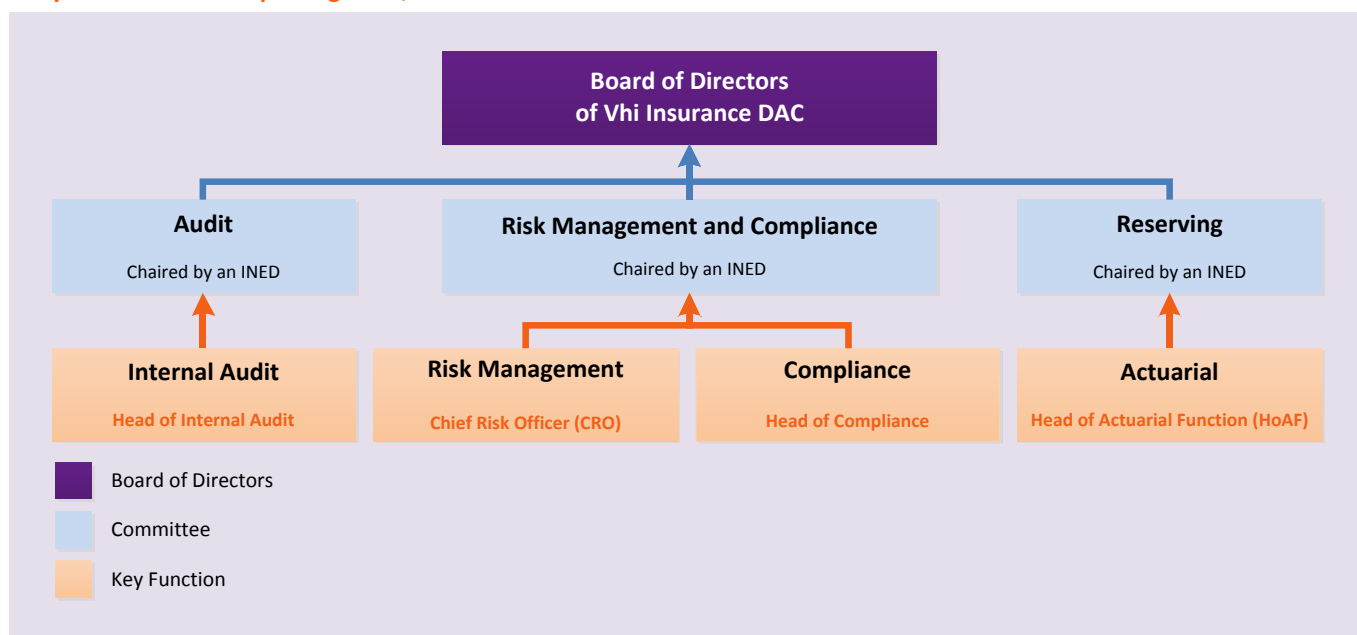 Board of Directors
of Vhi Insurance DAC
Audit
Chaired by an INED
Risk Management and Compliance
Chaired by an INED
Reserving
Chaired by an INED
Internal Audit
Head of Internal Audit
Risk Management
Chief Risk Officer (CRO)
Compliance
Head of Compliance
Actuarial
Head of Actuarial Function (HoAF)
Board of Directors
Committee
Key Function